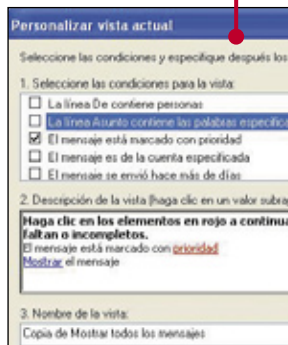 Personalizar vista actual
Seleccione las condiciones y especifique después los
1. Seleccione las condiciones para la vista:
La línea De contiene personas
La línea Asunto contiene las palabras específica
El mensaje está marcado con prioridad
El mensaje es de la cuenta especificada
El mensaje se envió hace más de días
2. Descripción de la vista (haga clic en un valor subra
Haga clic en los elementos en rojo a continua
faltan o incompletos.
El mensaje está marcado con prioridad
Mostrar el mensaje
3. Nombre de la vista:
Copia de Mostrar todos los mensajes